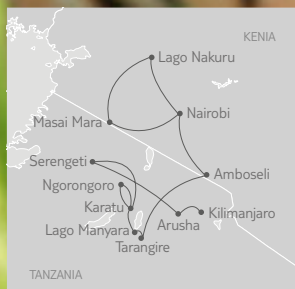 KENIA
Lago Nakuru
Nairobi
Masai Mara
Serengeti
Amboseli
Ngorongoro
Karatu
Kilimanjaro
Arusha
Lago Manyara
Tarangire
TANZANIA